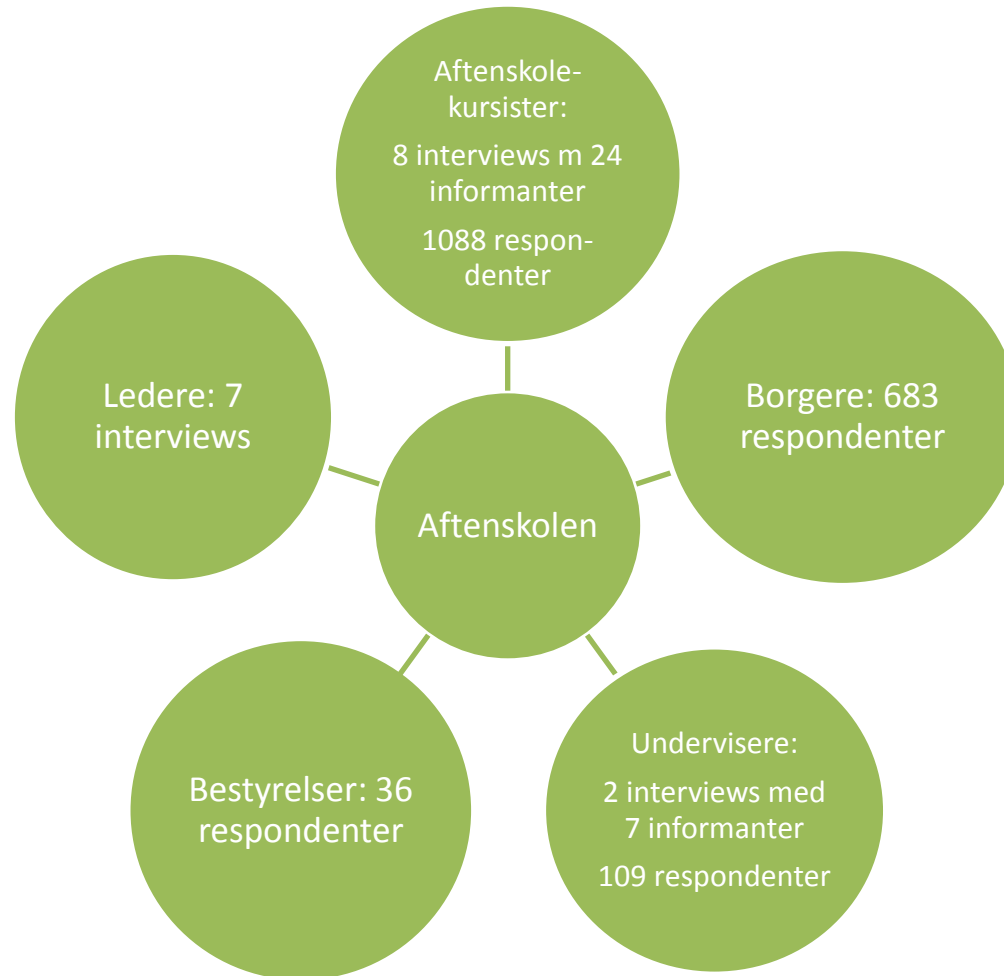 Aftenskole-
kursister:
8 interviews m 24
informanter
1088 respon-
denter
Ledere: 7
interviews
Borgere: 683
respondenter
Aftenskolen
Bestyrelser: 36
respondenter
Undervisere:
2 interviews med
7 informanter
109 respondenter